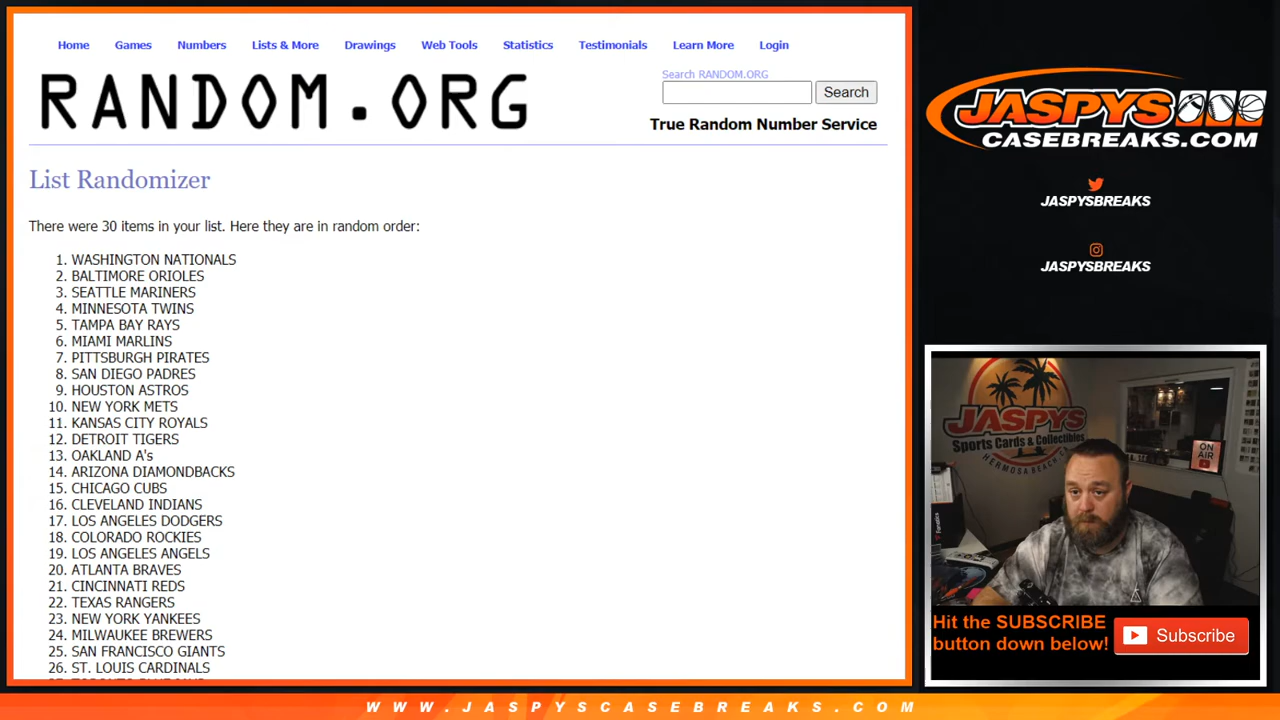 Home Games Numbers Lists & More Drawings Web Tools Statistics Testimonials Learn More Login
RANDOM.ORG
Search RANDOM.ORG
Search
True Random Number Service
List Randomizer
There were 30 items in your list. Here they are in random order:
1. WASHINGTON NATIONALS
2. BALTIMORE ORIOLES
3. SEATTLE MARINERS
4. MINNESOTA TWINS
5. TAMPA BAY RAYS
6. MIAMI MARLINS
7. PITTSBURGH PIRATES
8. SAN DIEGO PADRES
9. HOUSTON ASTROS
10. NEW YORK METS
11. KANSAS CITY ROYALS
12. DETROIT TIGERS
13. OAKLAND A's
14. ARIZONA DIAMONDBACKS
15. CHICAGO CUBS
16. CLEVELAND INDIANS
17. LOS ANGELES DODGERS
18. COLORADO ROCKIES
19. LOS ANGELES ANGELS
20. ATLANTA BRAVES
21. CINCINNATI REDS
22. TEXAS RANGERS
23. NEW YORK YANKEES
24. MILWAUKEE BREWERS
25. SAN FRANCISCO GIANTS
26. ST. LOUIS CARDINALS
JASPYS
CASEBREAKS.COM
JASPYSBREAKS
JASPYSBREAKS
JASPYS
Sports Cards & Collectibles
HERMOSA BEACH, CA
ON
AIR
Hit the SUBSCRIBE
button down below!
Subscribe
WWW.JASPYSCASEBREAKS.COM